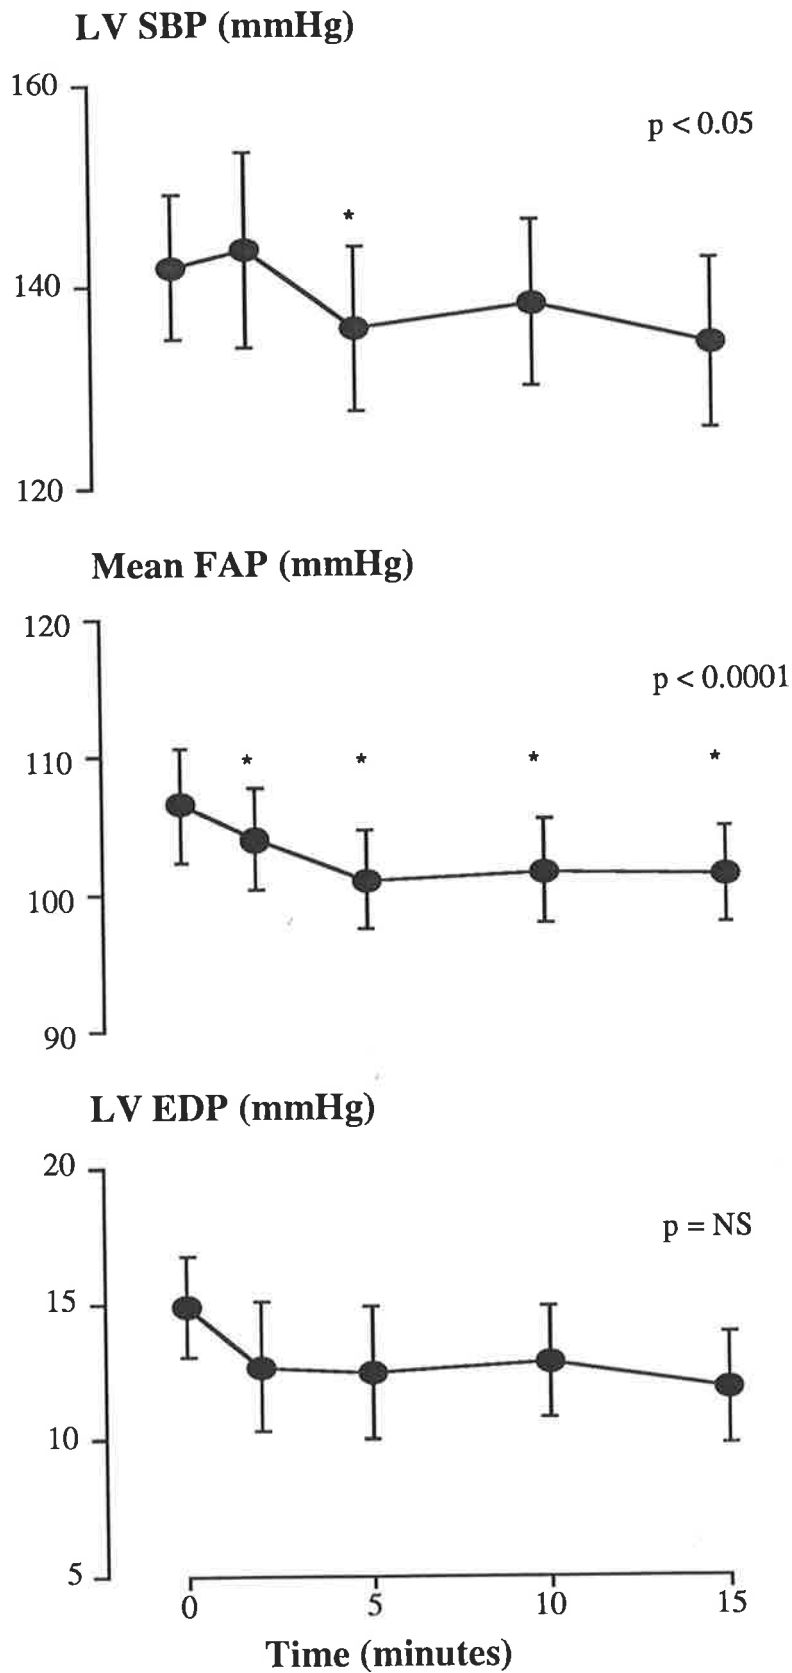 LV SBP (mmHg)
160
p < 0.05
*
140
120
Mean FAP (mmHg)
120
p < 0.0001
110
* * * *
100
90
LV EDP (mmHg)
20
p = NS
15
10
5
0 5 10 15
Time (minutes)